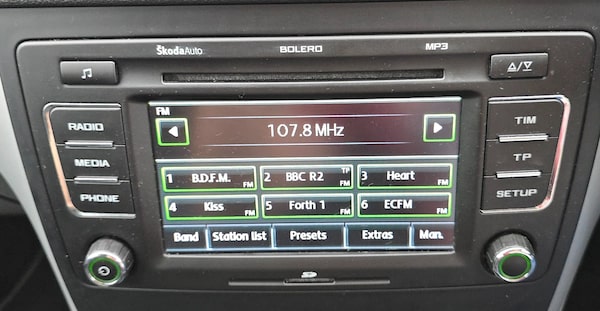 ŠkodaAuto BOLERO MP3
RADIO
MEDIA
PHONE
FM
107.8 MHz
1 B.D.F.M. FM 2 BBC R2 TP FM 3 Heart FM
4 Kiss FM 5 Forth 1 FM 6 ECFM FM
Band Station list Presets Extras Man.
TIM
TP
SETUP
SD